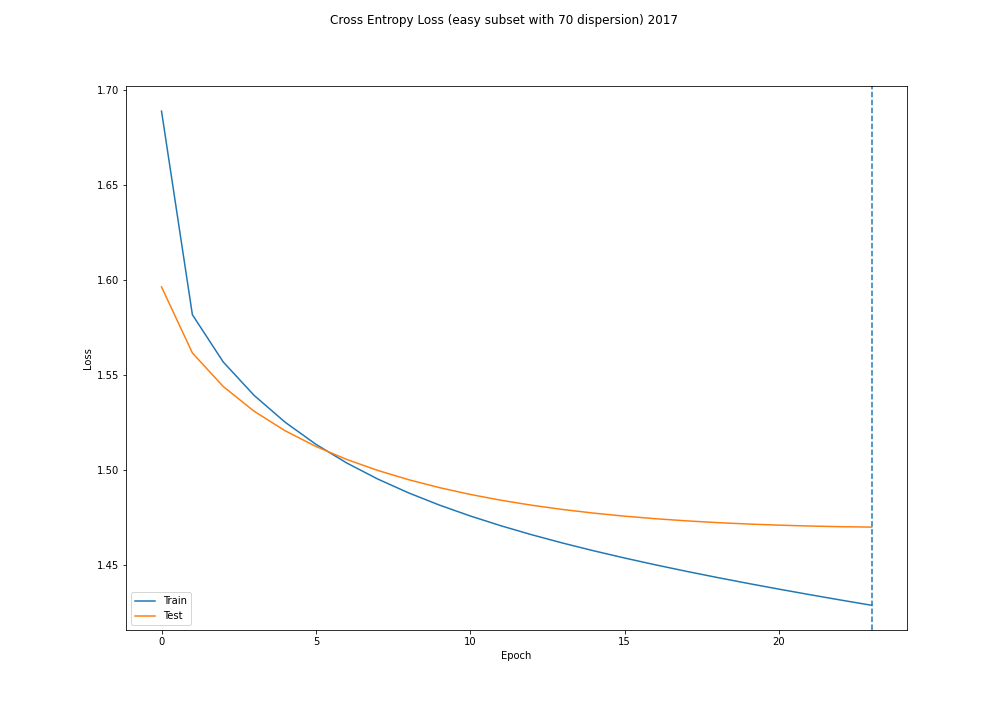 Cross Entropy Loss (easy subset with 70 dispersion) 2017
1.70
1.65
1.60
1.55
1.50
1.45
Loss
Train
Test
0 5 10 15 20
Epoch